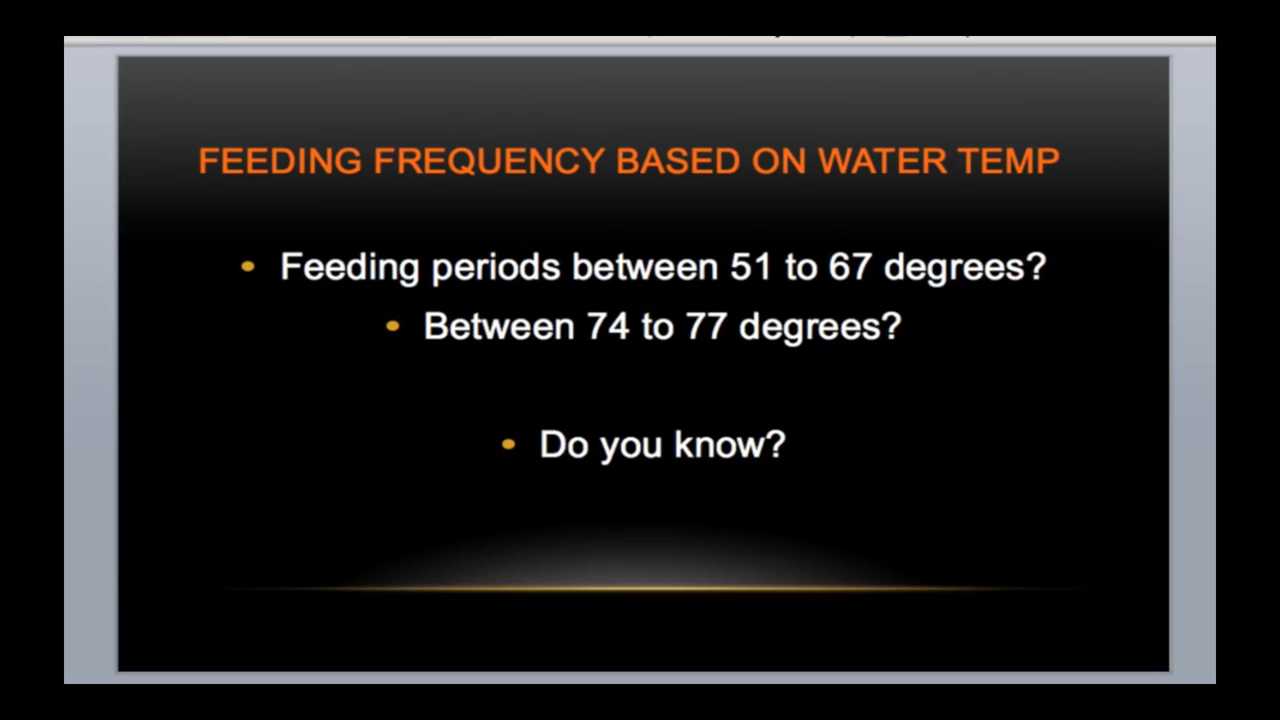 FEEDING FREQUENCY BASED ON WATER TEMP
• Feeding periods between 51 to 67 degrees?
• Between 74 to 77 degrees?
• Do you know?